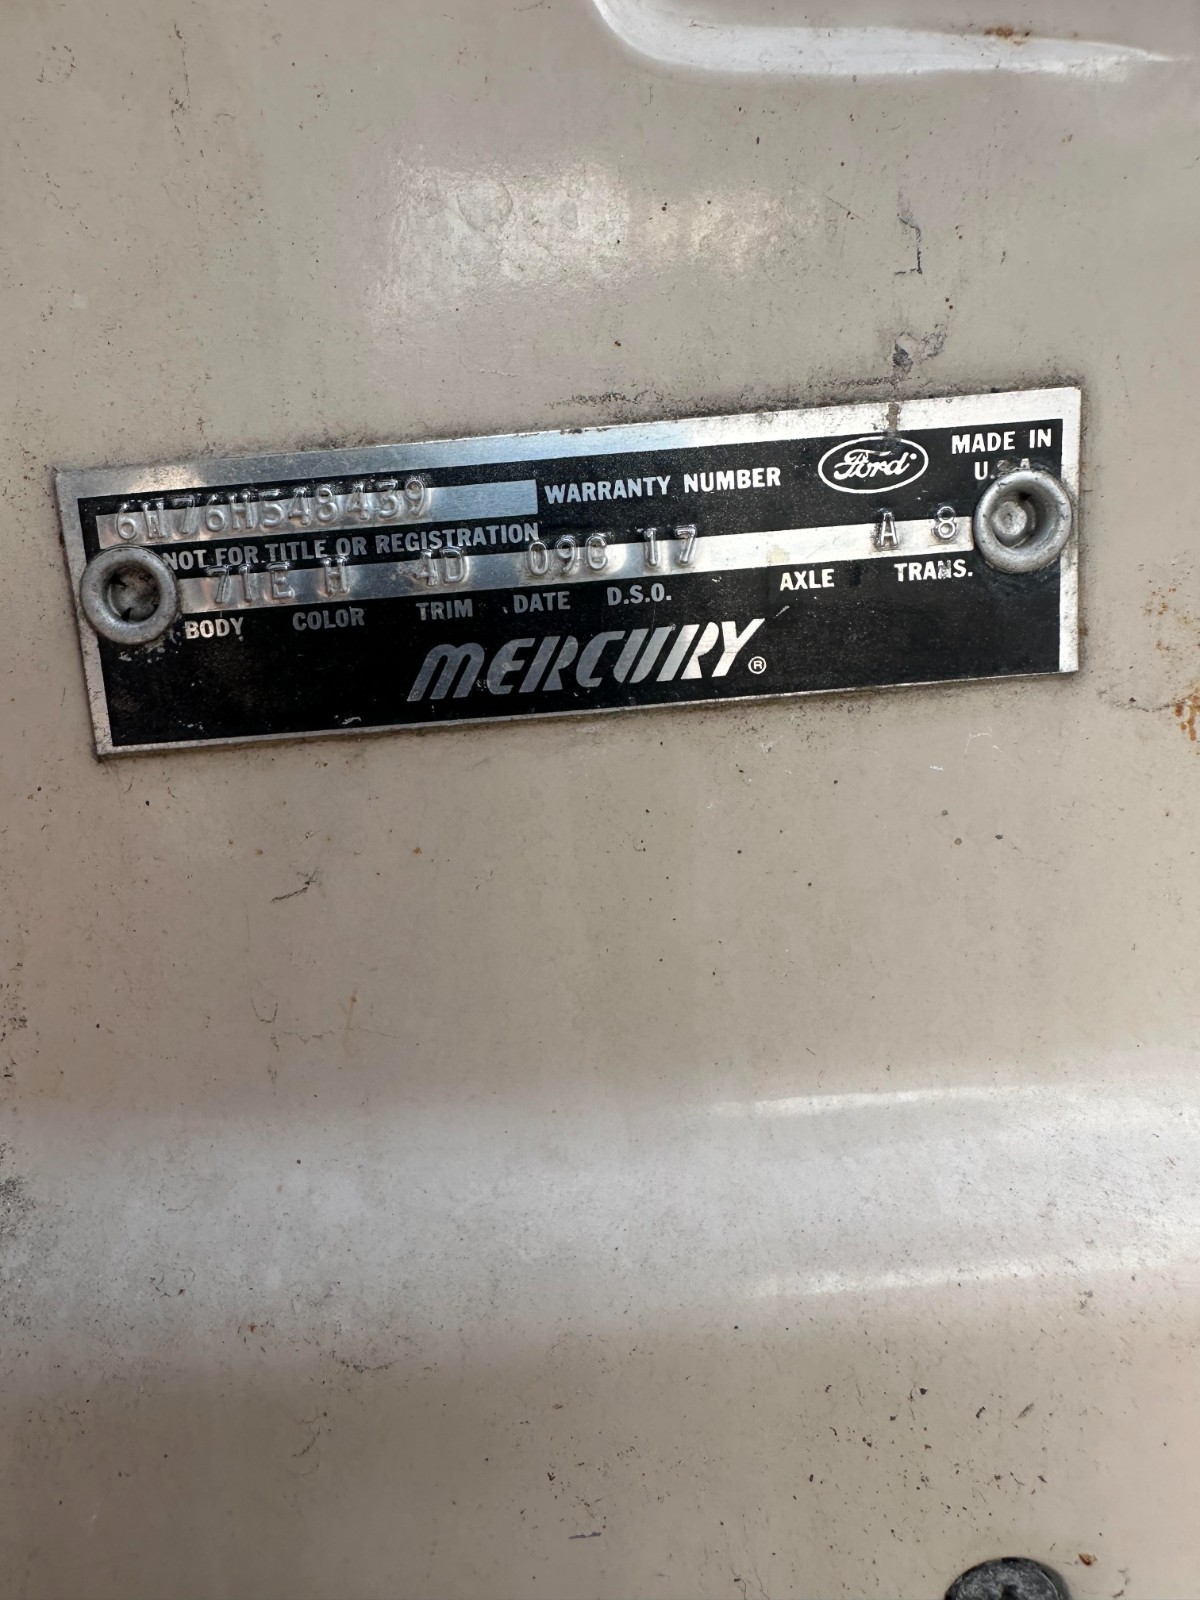 6W76H548439 WARRANTY NUMBER Ford MADE IN
U.S.A
NOT FOR TITLE OR REGISTRATION
71E H 4D 09C 17 A 8
BODY COLOR TRIM DATE D.S.O. AXLE TRANS.
MERCURY®